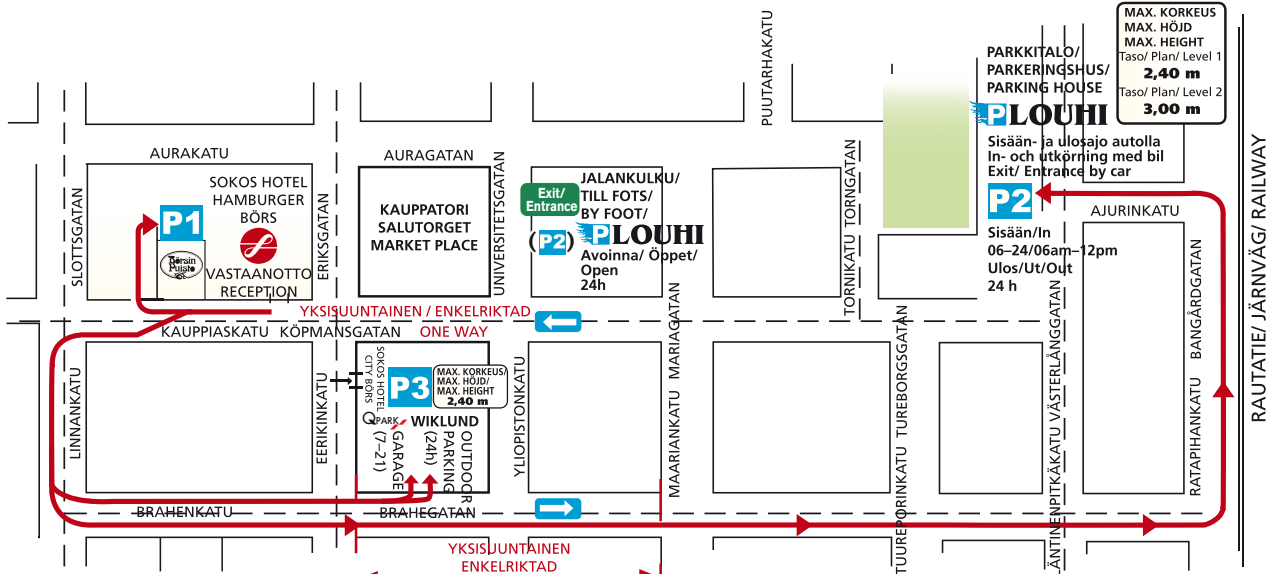 MAX. KORKEUS
MAX. HÖJD
MAX. HEIGHT
Taso/ Plan/ Level 1
2,40 m
Taso/ Plan/ Level 2
3,00 m
PARKKITALO/
PARKERINGSHUS/
PARKING HOUSE
P LOUHI
Sisään- ja ulosajo autolla
In- och utkörning med bil
Exit/ Entrance by car
P2
Sisään/In
06–24/06am–12pm
Ulos/Ut/Out
24 h
PUUTARHAKATU
RAUTATIE/ JÄRNVÄG/ RAILWAY
AURAKATU
AURAGATAN
SLOTTSGATAN
SOKOS HOTEL
HAMBURGER
BÖRS
P1
Börsin
Puisto
VASTAANOTTO
RECEPTION
ERIKSGATAN
KAUPPATORI
SALUTORGET
MARKET PLACE
UNIVERSITETSGATAN
Exit/
Entrance
JALANKULKU/
TILL FOTS/
BY FOOT/
(P2)
P LOUHI
Avoinna/ Öppet/
Open
24h
TORNIKATU TORNGATAN
AJURINKATU
YKSISUUNTAINEN / ENKELRIKTAD
KAUPPIASKATU KÖPMANSGATAN ONE WAY
LINNANKATU
EERIKINKATU
SOKOS HOTEL
CITY BÖRS
P3
MAX. KORKEUS/
MAX. HÖJD/
MAX. HEIGHT
2,40 m
QPARK
WIKLUND
GARAGE
(7–21)
OUTDOOR
PARKING
(24h)
YLIOPISTONKATU
MAARIANKATU MARIAGATAN
TUUREPORINKATU TUREBORGSGATAN
LÄNTINENPITKÄKATU VÄSTERLÅNGGATAN
RATAPIHANKATU BANGÅRDGATAN
BRAHENKATU
BRAHEGATAN
YKSISUUNTAINEN
ENKELRIKTAD